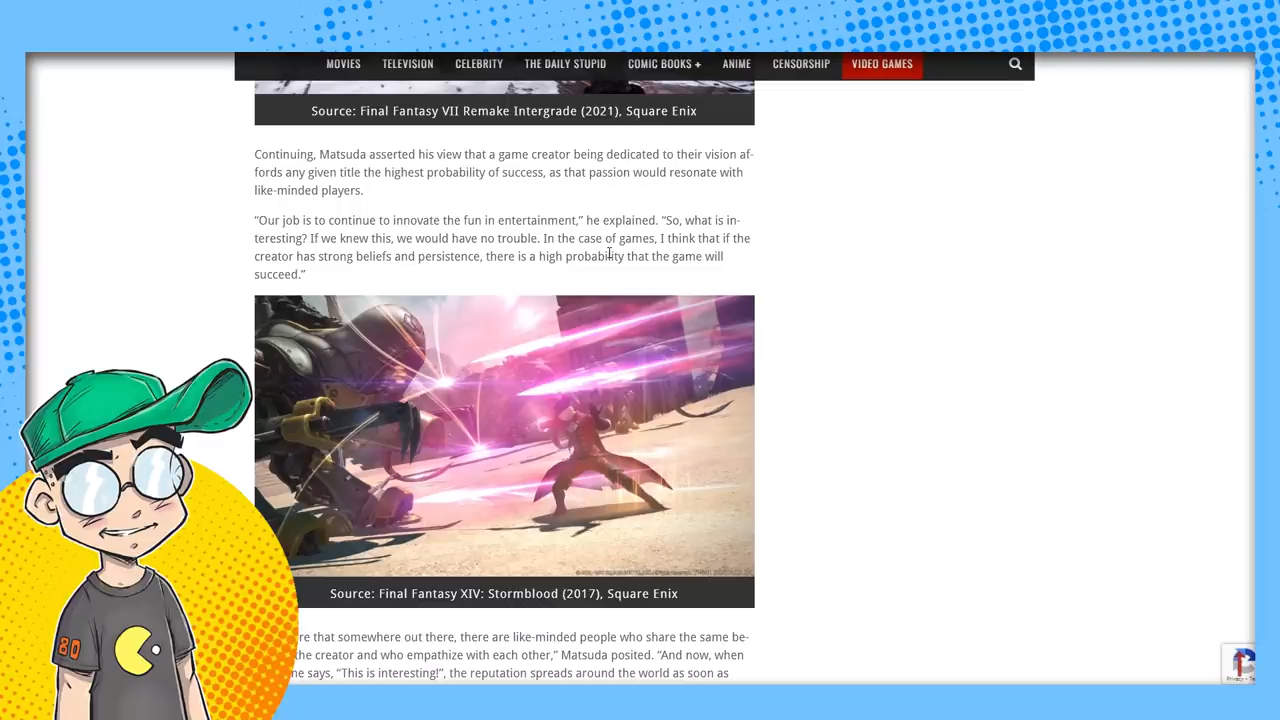 MOVIES TELEVISION CELEBRITY THE DAILY STUPID COMIC BOOKS + ANIME CENSORSHIP VIDEO GAMES
Source: Final Fantasy VII Remake Intergrade (2021), Square Enix
Continuing, Matsuda asserted his view that a game creator being dedicated to their vision af-
fords any given title the highest probability of success, as that passion would resonate with
like-minded players.
“Our job is to continue to innovate the fun in entertainment,” he explained. “So, what is in-
teresting? If we knew this, we would have no trouble. In the case of games, I think that if the
creator has strong beliefs and persistence, there is a high probability that the game will
succeed.”
Source: Final Fantasy XIV: Stormblood (2017), Square Enix
re that somewhere out there, there are like-minded people who share the same be-
the creator and who empathize with each other,” Matsuda posited. “And now, when
ne says, “This is interesting!”, the reputation spreads around the world as soon as
80